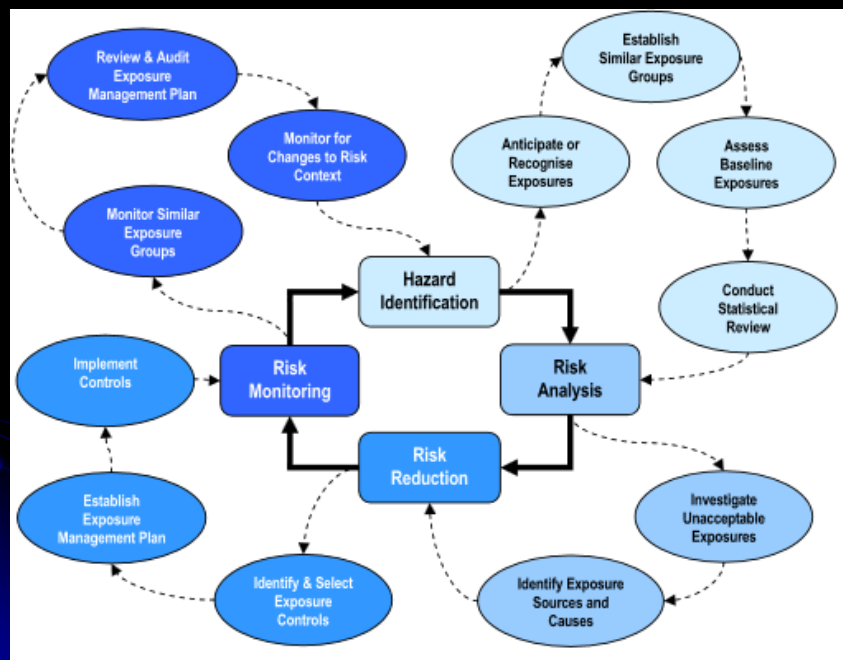 Review & Audit
Exposure
Management Plan
Monitor for
Changes to Risk
Context
Monitor Similar
Exposure
Groups
Establish
Similar Exposure
Groups
Anticipate or
Recognise
Exposures
Assess
Baseline
Exposures
Conduct
Statistical
Review
Hazard
Identification
Risk
Analysis
Risk
Reduction
Risk
Monitoring
Implement
Controls
Establish
Exposure
Management Plan
Identify & Select
Exposure
Controls
Identify Exposure
Sources and
Causes
Investigate
Unacceptable
Exposures